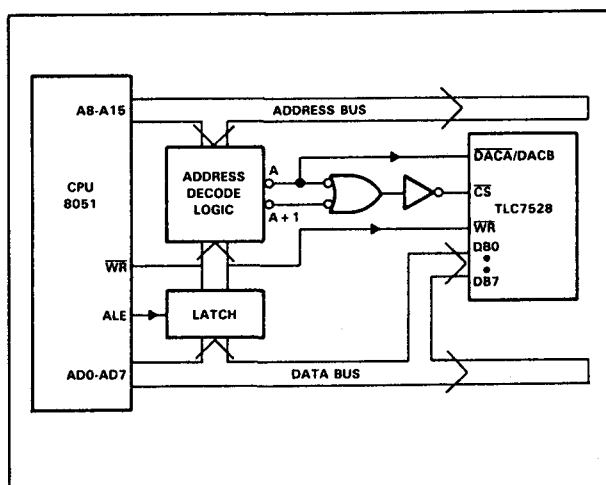 A8-A15
ADDRESS BUS
CPU
8051
ADDRESS
DECODE
LOGIC
A
A + 1
DACA/DACB
CS
TLC7528
WR
DB0
DB7
WR
ALE
LATCH
AD0-AD7
DATA BUS